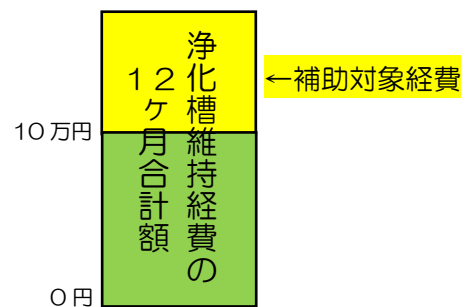 浄化槽維持経費の
１２ヶ月合計額
←補助対象経費
10万円
０円